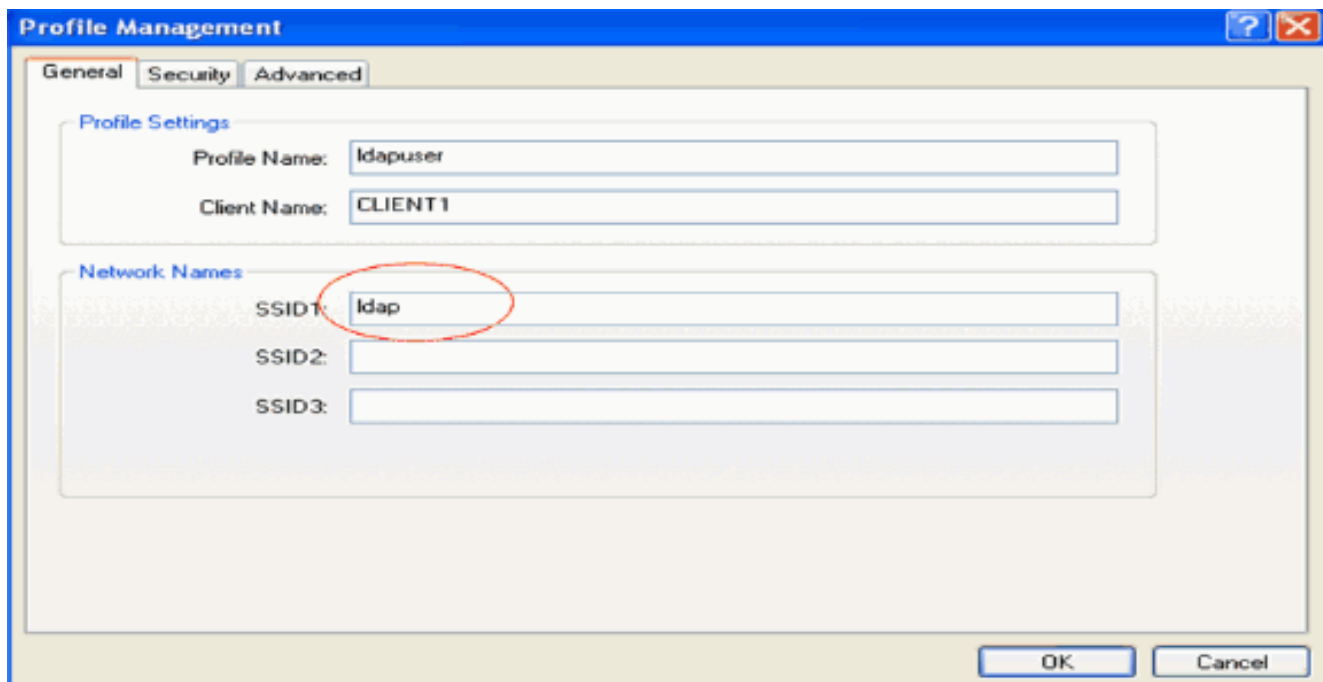 Profile Management
General Security Advanced
Profile Settings
Profile Name: ldapuser
Client Name: CLIENT1
Network Names
SSID1: ldap
SSID2:
SSID3:
OK Cancel